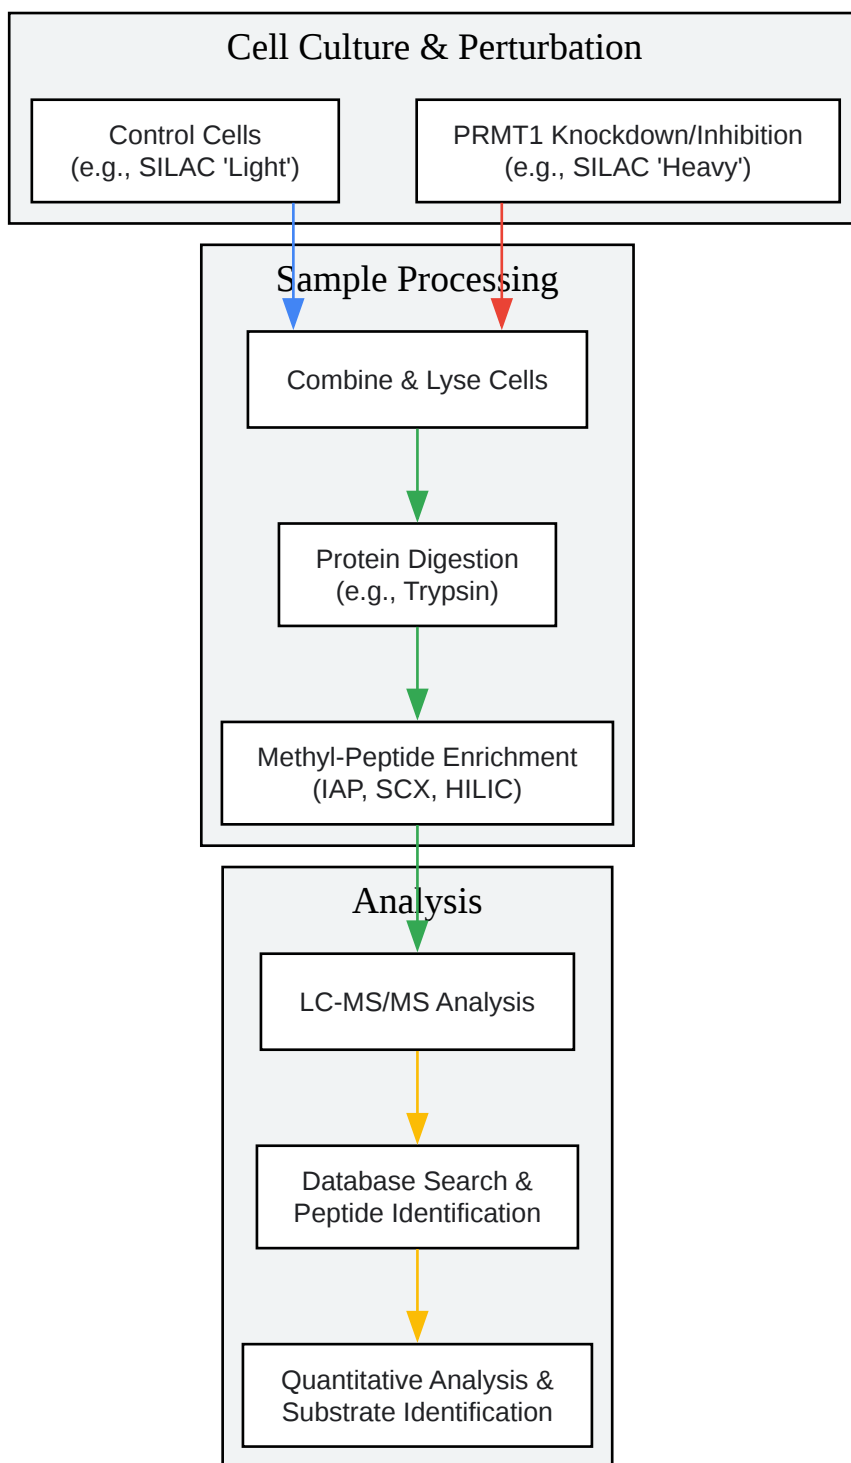 Cell Culture & Perturbation
Control Cells
(e.g., SILAC 'Light')
PRMT1 Knockdown/Inhibition
(e.g., SILAC 'Heavy')
Sample Processing
Combine & Lyse Cells
Protein Digestion
(e.g., Trypsin)
Methyl-Peptide Enrichment
(IAP, SCX, HILIC)
Analysis
LC-MS/MS Analysis
Database Search &
Peptide Identification
Quantitative Analysis &
Substrate Identification